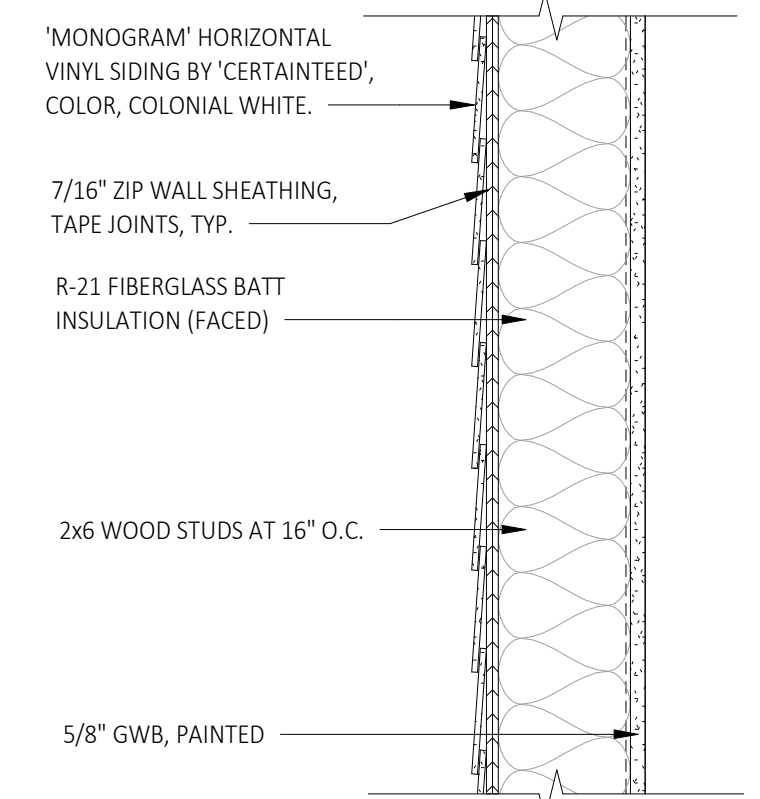 'MONOGRAM' HORIZONTAL
VINYL SIDING BY 'CERTAINTEED',
COLOR, COLONIAL WHITE.
7/16" ZIP WALL SHEATHING,
TAPE JOINTS, TYP.
R-21 FIBERGLASS BATT
INSULATION (FACED)
2x6 WOOD STUDS AT 16" O.C.
5/8" GWB, PAINTED